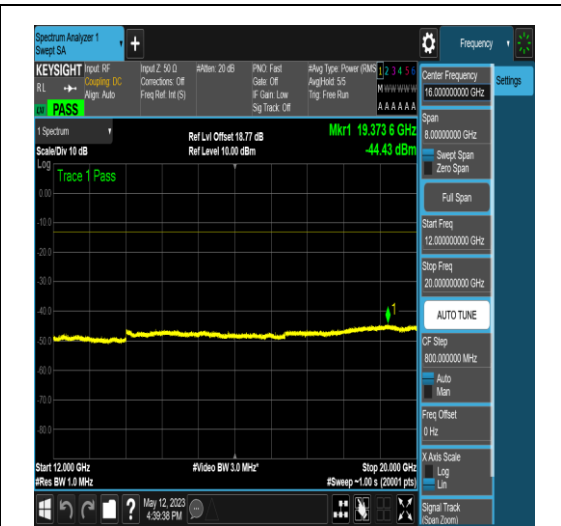 Spectrum Analyzer 1
Swept SA
+
Frequency
KEYSIGHT
Input: RF
Coupling: DC
Align: Auto
RL
PASS
Input Z: 50 Ω
Corrections: Off
Freq Ref: Int (S)
#Atten: 20 dB
PNO: Fast
Gate: Off
IF Gain: Low
Sig Track: Off
#Avg Type: Power (RMS
Avg|Hold: 5/5
Trig: Free Run
1 2 3 4 5 6
M W W W W W
A A A A A A
1 Spectrum
Scale/Div 10 dB
Ref Lvl Offset 18.77 dB
Ref Level 10.00 dBm
Mkr1 19.373 6 GHz
-44.43 dBm
Log
Trace 1 Pass
0.00
-10.0
-20.0
-30.0
-40.0
-50.0
-60.0
-70.0
-80.0
1
Start 12.000 GHz
#Res BW 1.0 MHz
#Video BW 3.0 MHz*
Stop 20.000 GHz
#Sweep ~1.00 s (20001 pts)
May 12, 2023
4:39:38 PM
?
Center Frequency
16.000000000 GHz
Settings
Span
8.00000000 GHz
Swept Span
Zero Span
Full Span
Start Freq
12.000000000 GHz
Stop Freq
20.000000000 GHz
AUTO TUNE
CF Step
800.000000 MHz
Auto
Man
Freq Offset
0 Hz
X Axis Scale
Log
Lin
Signal Track
(Span Zoom)